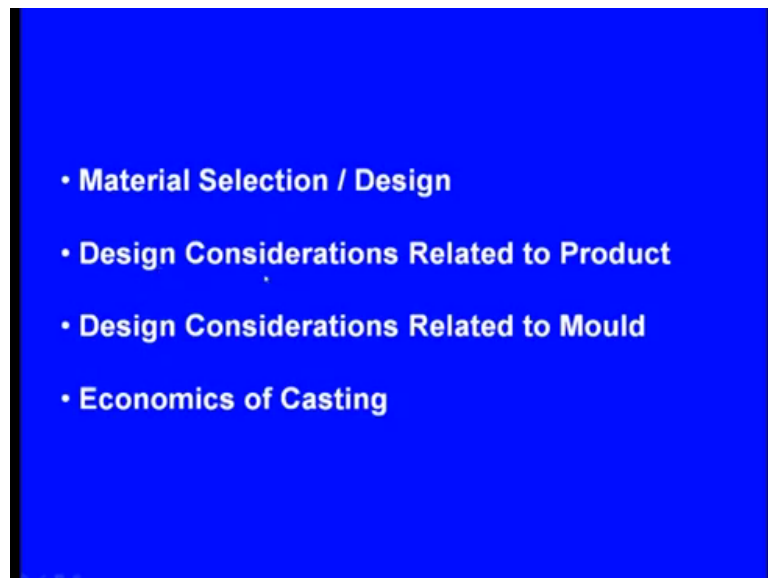 • Material Selection / Design
• Design Considerations Related to Product
• Design Considerations Related to Mould
• Economics of Casting